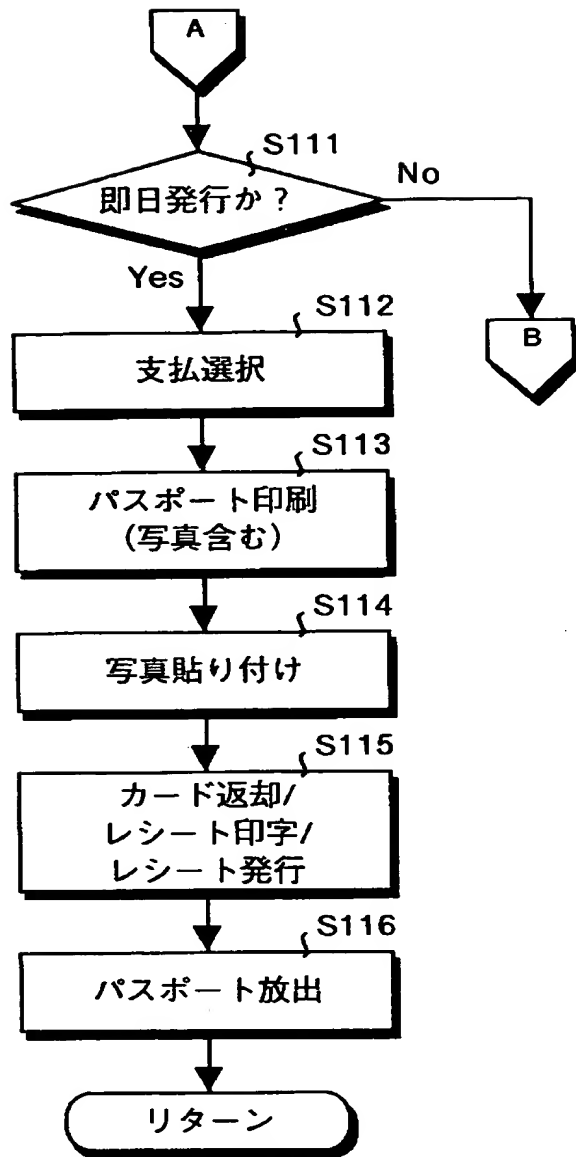 A
S111
即日発行か?
No
Yes
B
S112
支払選択
S113
パスポート印刷
(写真含む)
S114
写真貼り付け
S115
カード返却/
レシート印字/
レシート発行
S116
パスポート放出
リターン